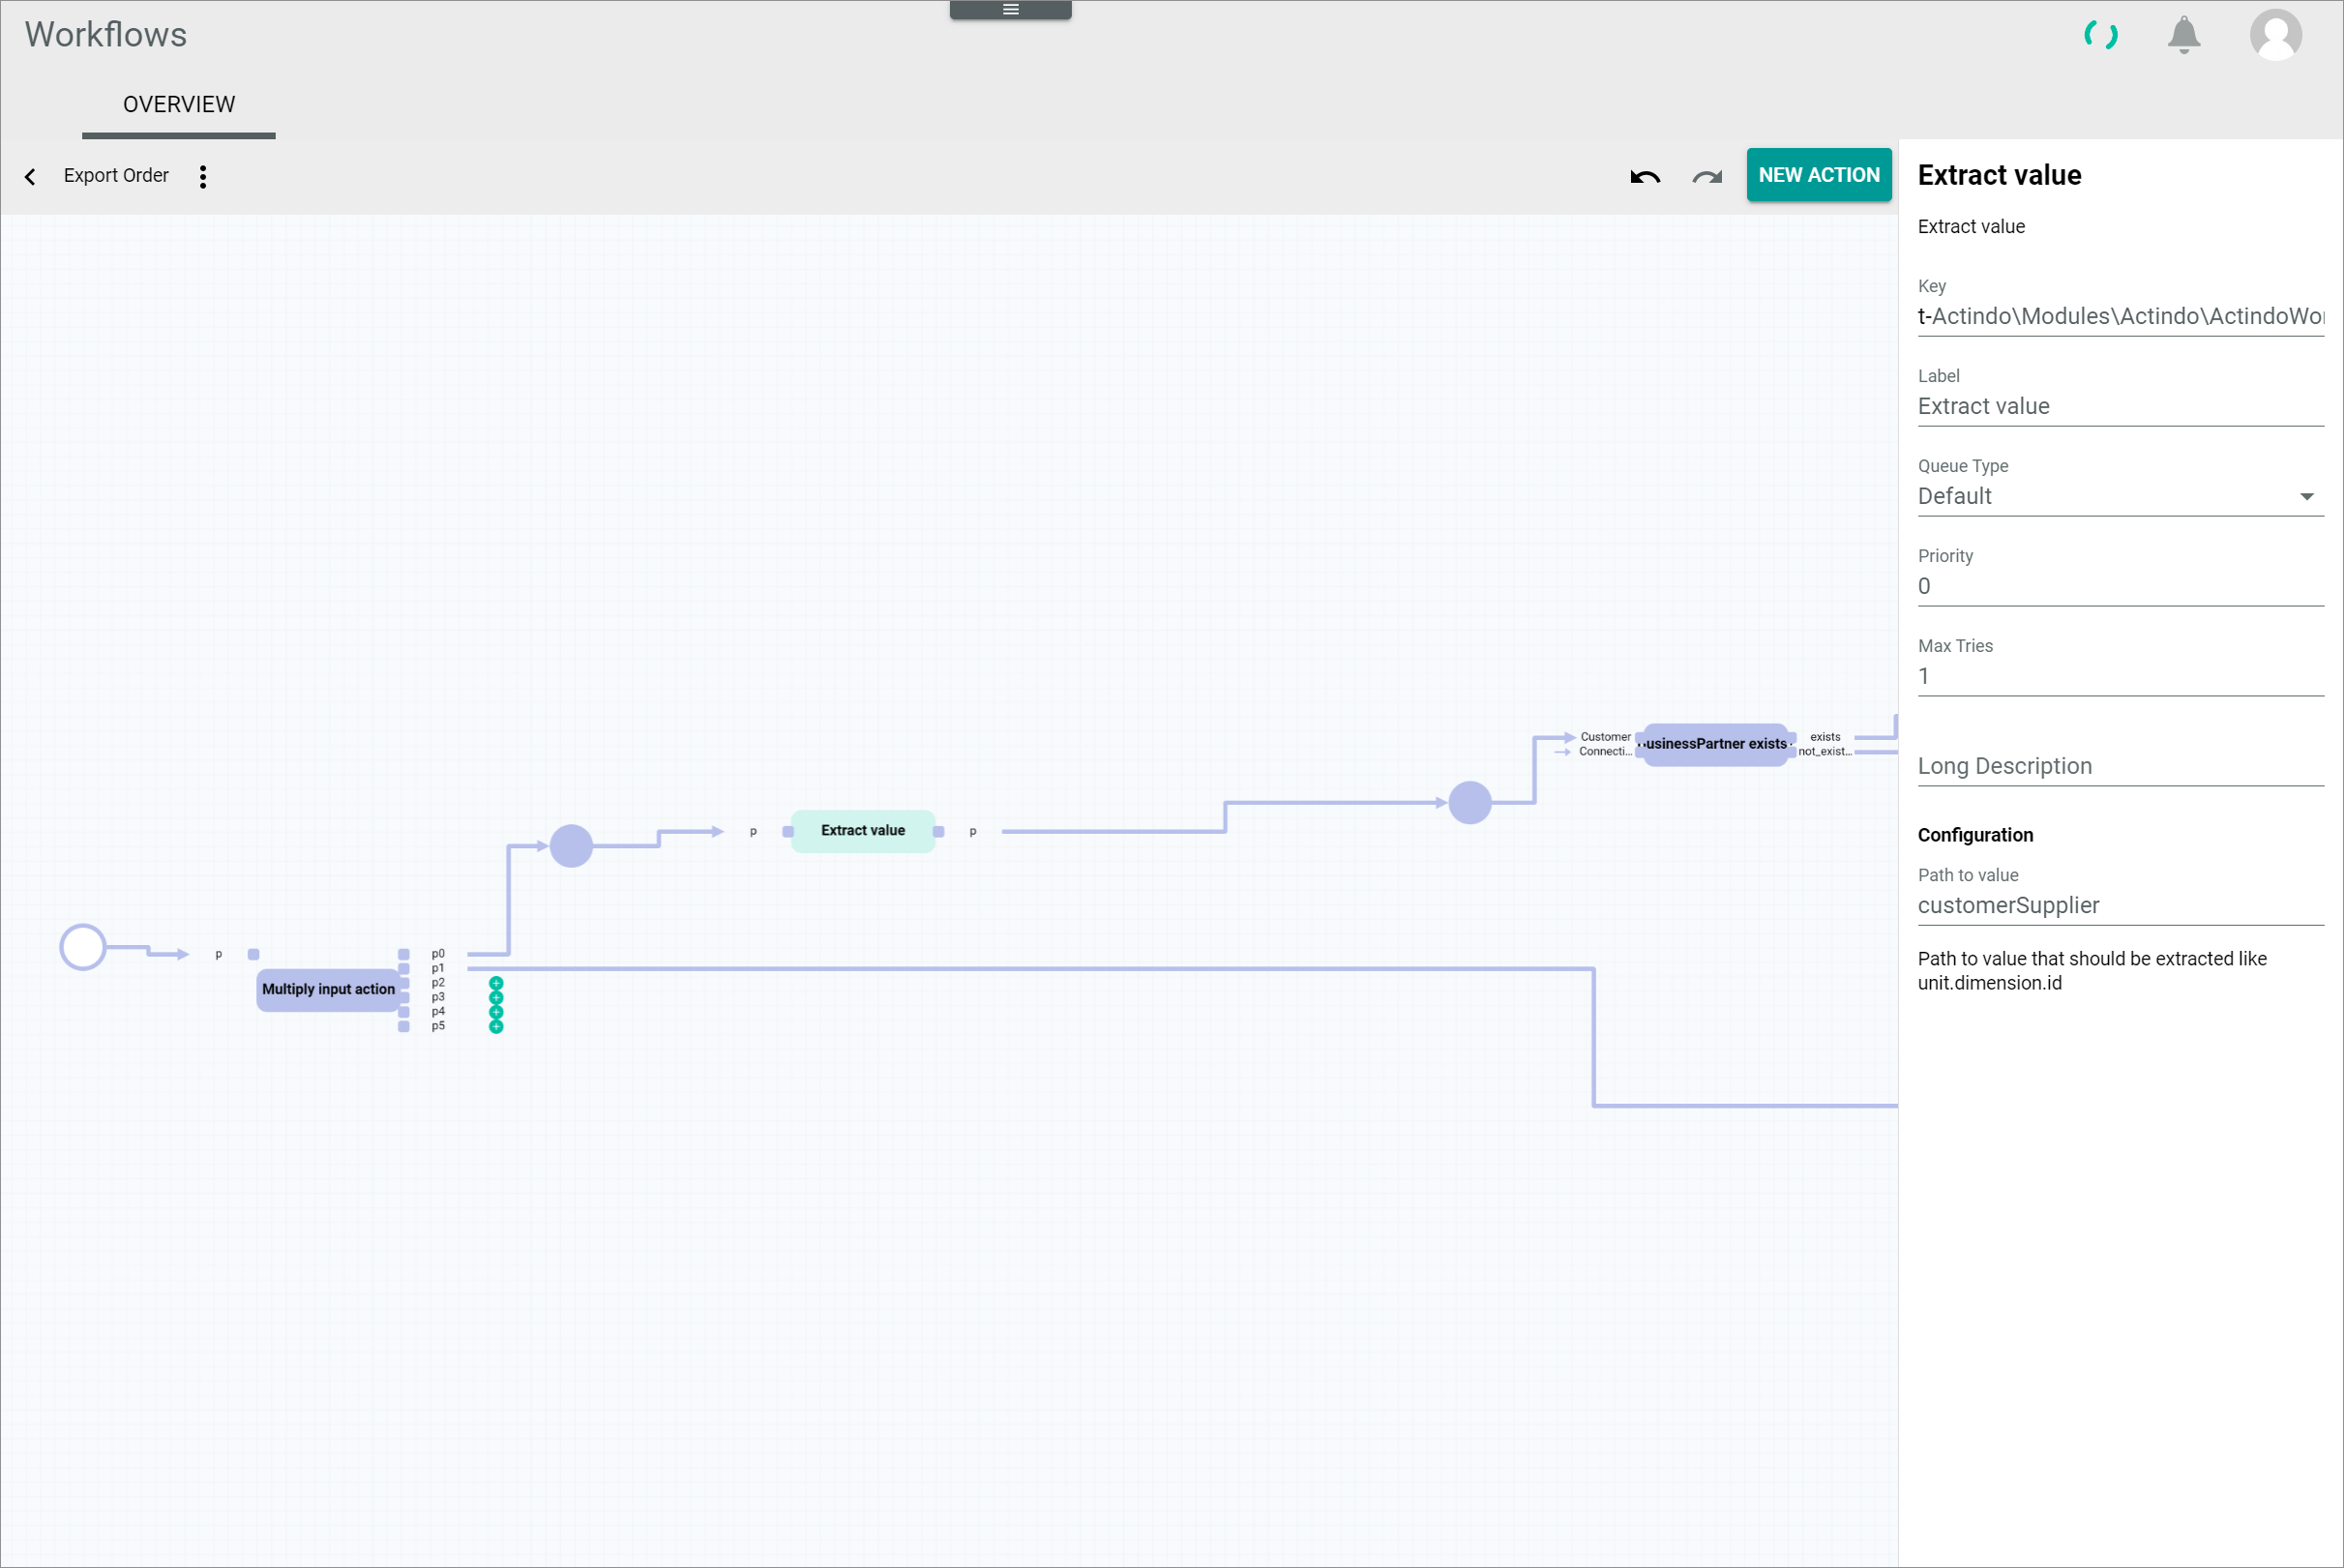 Workflows
OVERVIEW
Export Order
NEW ACTION
Extract value
Extract value
Key
t-Actindo\Modules\Actindo\ActindoWor
Label
Extract value
Queue Type
Default
Priority
0
Max Tries
1
Long Description
Configuration
Path to value
customerSupplier
Path to value that should be extracted like
unit.dimension.id
Customer
Connecti...
usinessPartner exists
exists
not_exist...
p
Extract value
p
p
Multiply input action
p0
p1
p2
p3
p4
p5